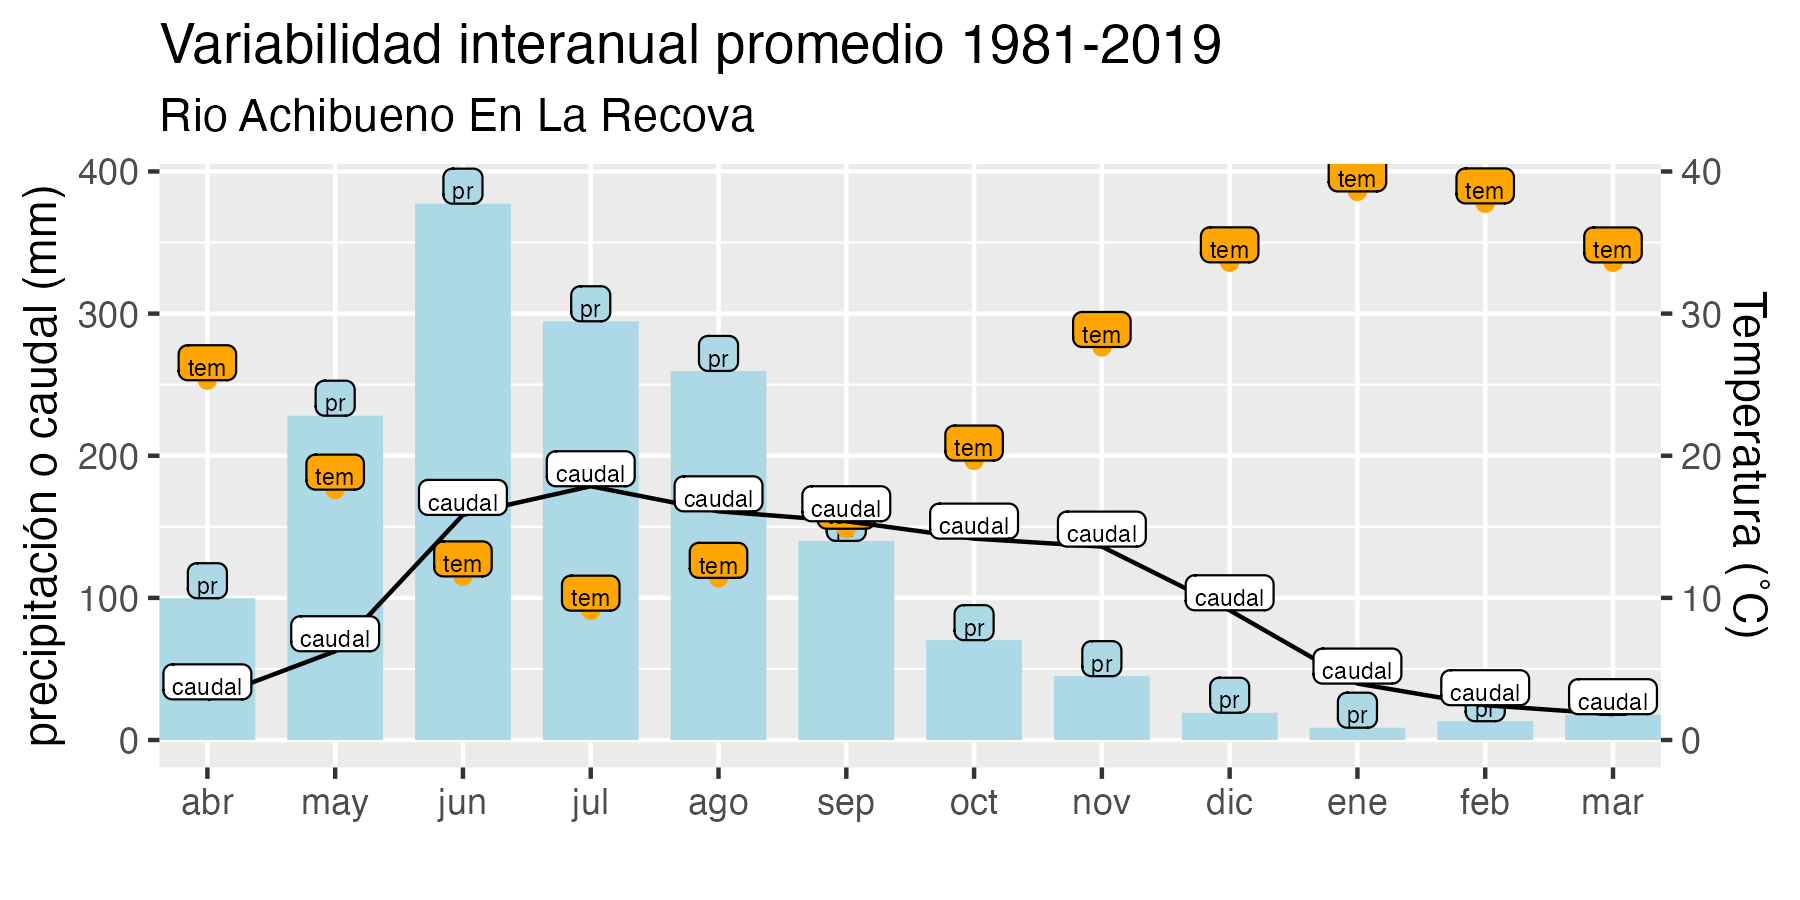 Variabilidad interanual promedio 1981-2019
Rio Achibueno En La Recova
precipitación o caudal (mm)
400
300
200
100
0
tem
pr
caudal
pr
tem
caudal
pr
caudal
tem
pr
caudal
tem
pr
caudal
tem
caudal
tem
pr
caudal
tem
caudal
pr
tem
caudal
pr
tem
caudal
pr
tem
caudal
pr
tem
caudal
40
30
20
10
0
Temperatura (°C)
abr may jun jul ago sep oct nov dic ene feb mar